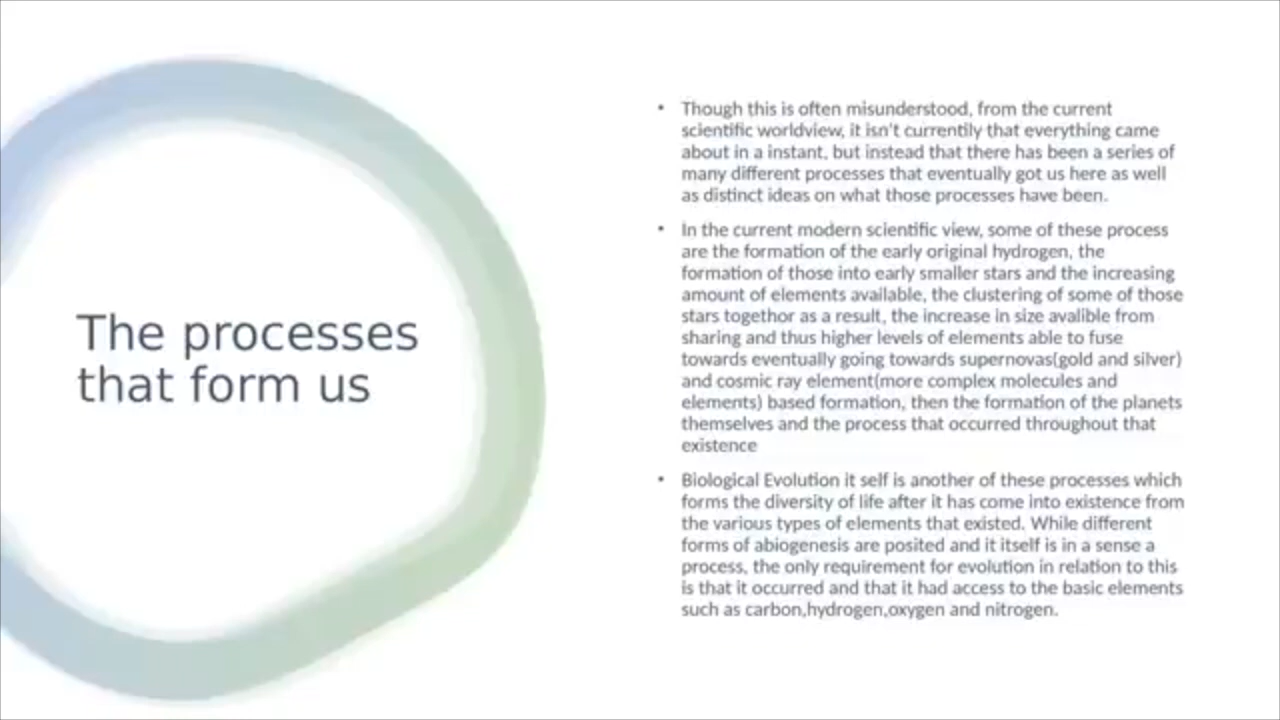 The processes
that form us
• Though this is often misunderstood, from the current
scientific worldview, it isn't currentily that everything came
about in a instant, but instead that there has been a series of
many different processes that eventually got us here as well
as distinct ideas on what those processes have been.
• In the current modern scientific view, some of these process
are the formation of the early original hydrogen, the
formation of those into early smaller stars and the increasing
amount of elements available, the clustering of some of those
stars togethor as a result, the increase in size avalible from
sharing and thus higher levels of elements able to fuse
towards eventually going towards supernovas(gold and silver)
and cosmic ray element(more complex molecules and
elements) based formation, then the formation of the planets
themselves and the process that occurred throughout that
existence
• Biological Evolution it self is another of these processes which
forms the diversity of life after it has come into existence from
the various types of elements that existed. While different
forms of abiogenesis are posited and it itself is in a sense a
process, the only requirement for evolution in relation to this
is that it occurred and that it had access to the basic elements
such as carbon,hydrogen,oxygen and nitrogen.